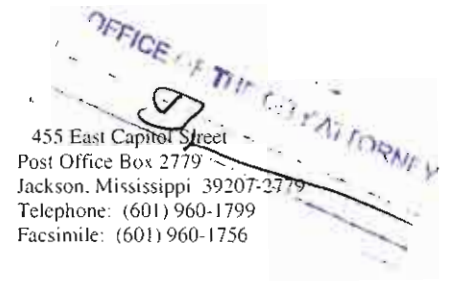 OFFICE OF THE CITY ATTORNEY
455 East Capitol Street
Post Office Box 2779
Jackson, Mississippi 39207-2779
Telephone: (601) 960-1799
Facsimile: (601) 960-1756